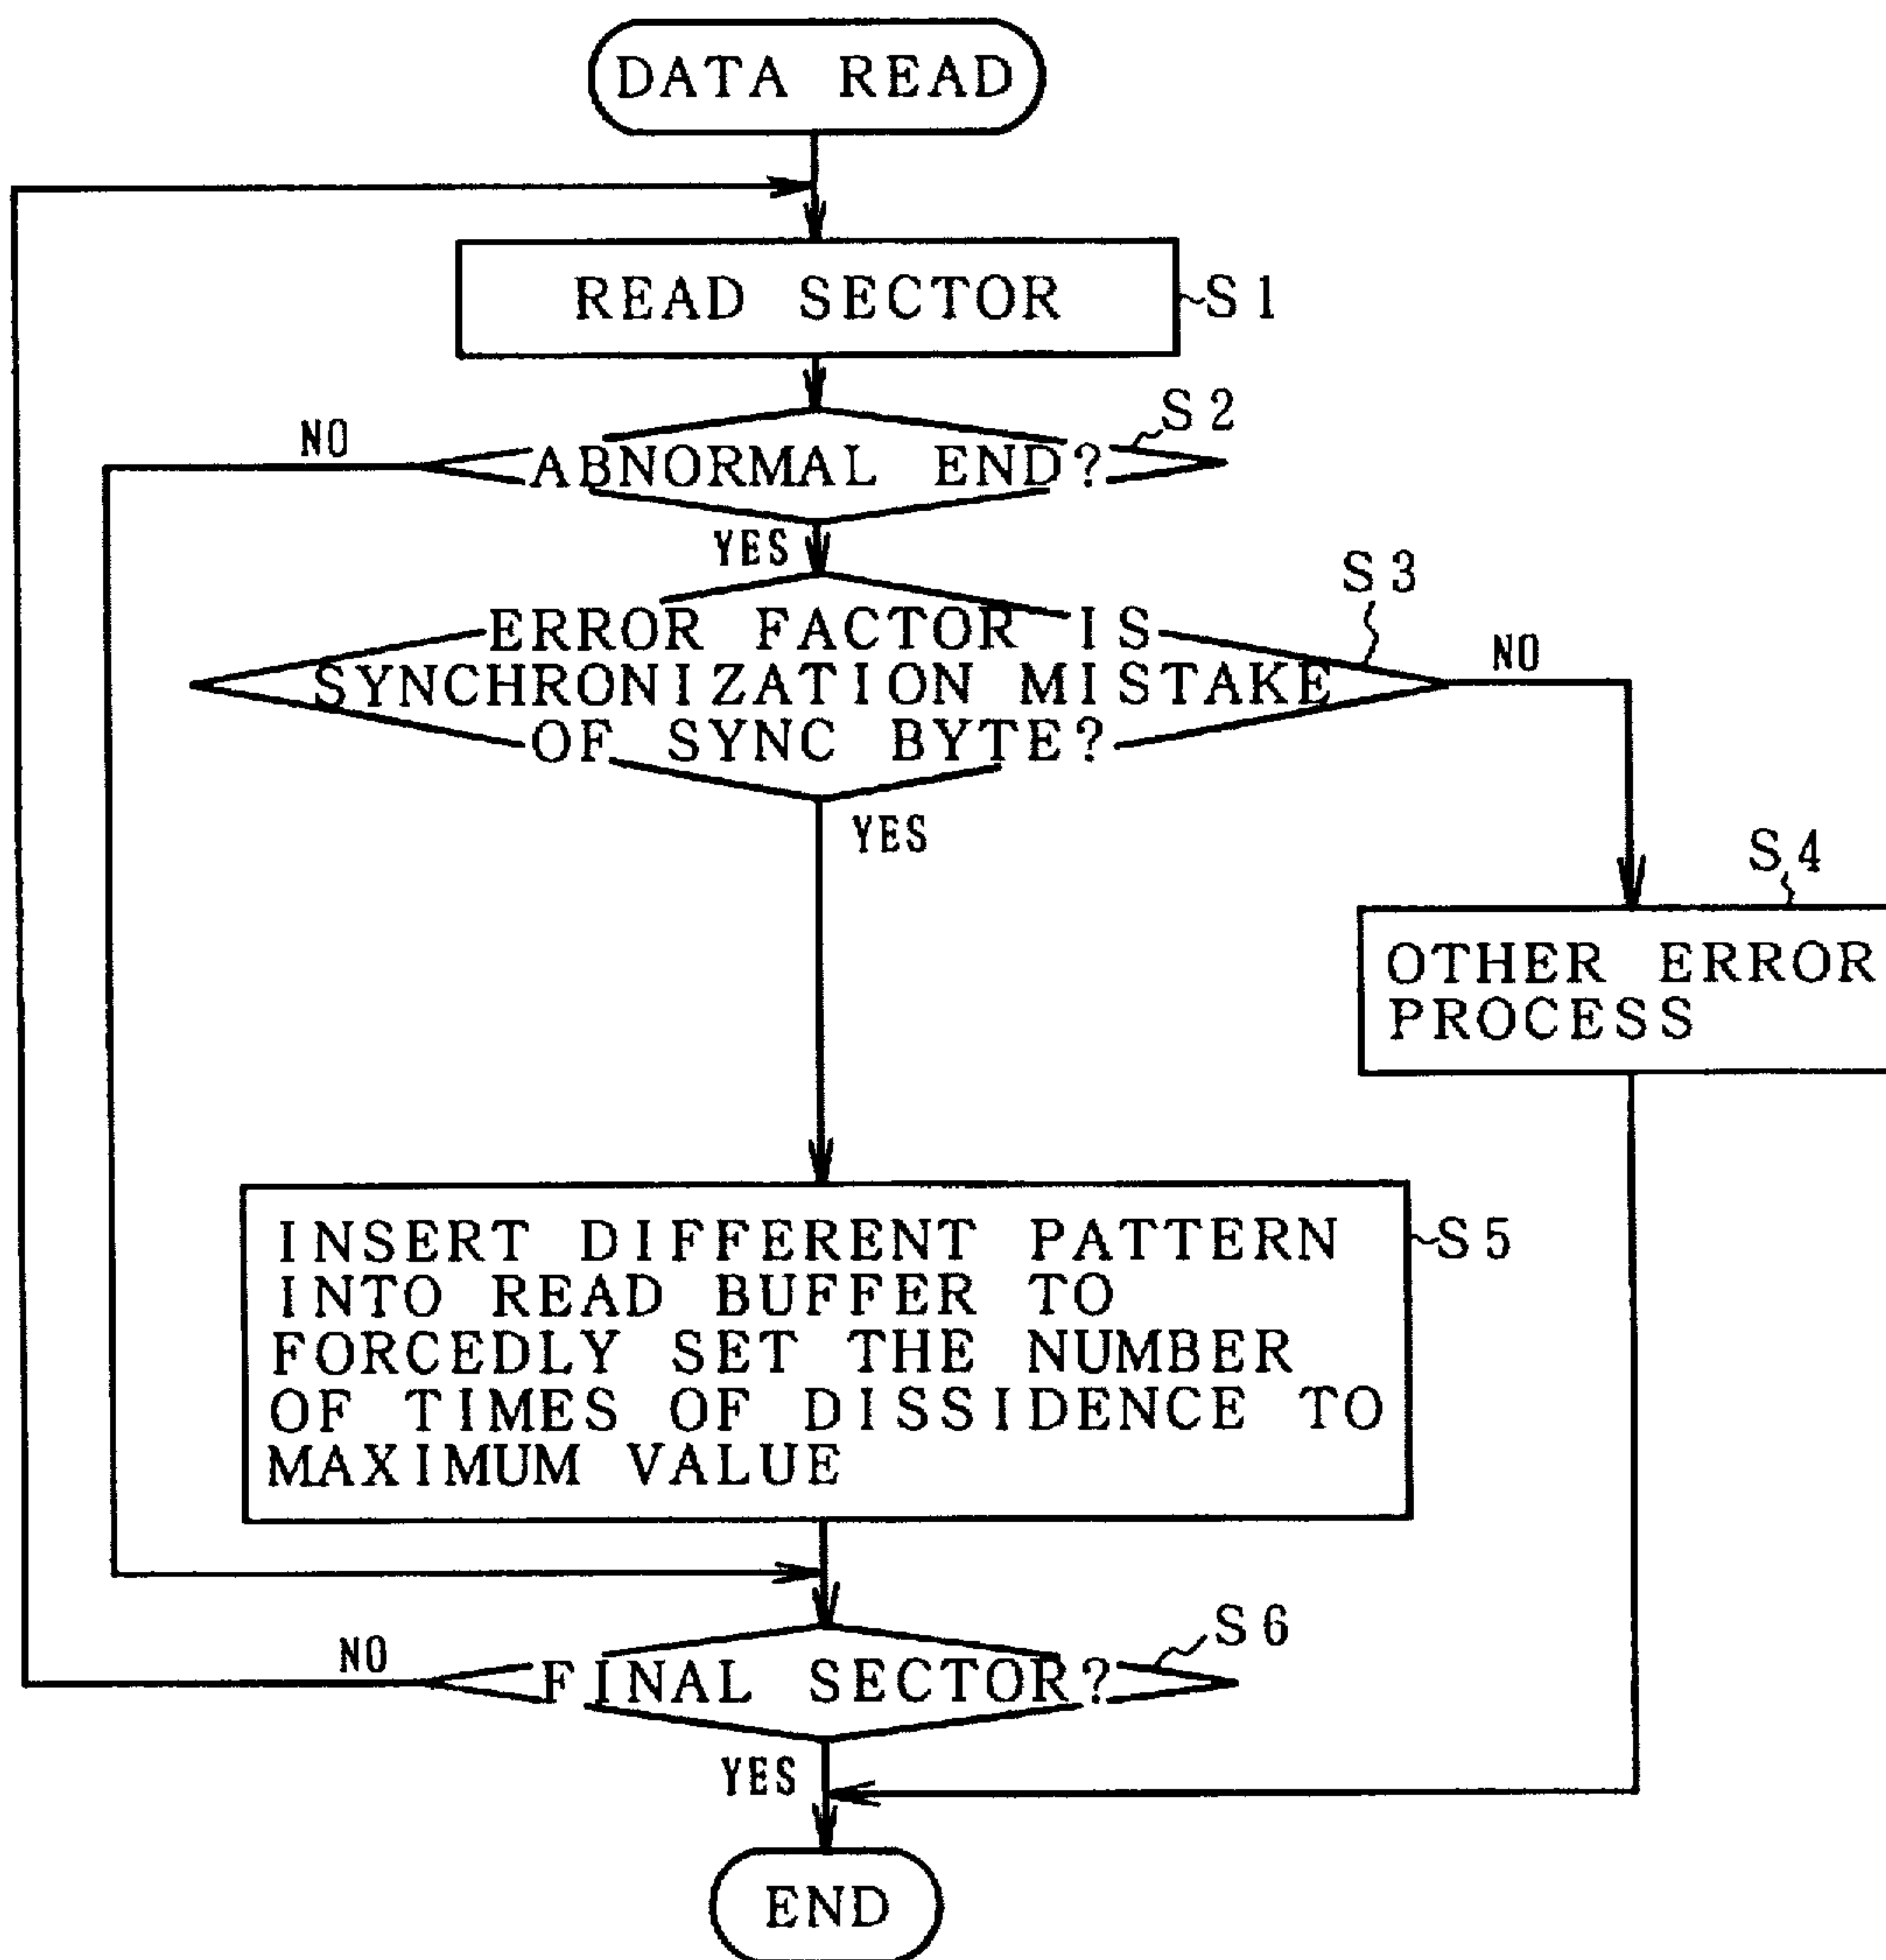 DATA READ
READ SECTOR
S1
S2
NO
ABNORMAL END?
YES
S3
ERROR FACTOR IS
SYNCHRONIZATION MISTAKE
OF SYNC BYTE?
NO
YES
S4
OTHER ERROR
PROCESS
INSERT DIFFERENT PATTERN
INTO READ BUFFER TO
FORCEDLY SET THE NUMBER
OF TIMES OF DISSIDENCE TO
MAXIMUM VALUE
S5
S6
NO
FINAL SECTOR?
YES
END